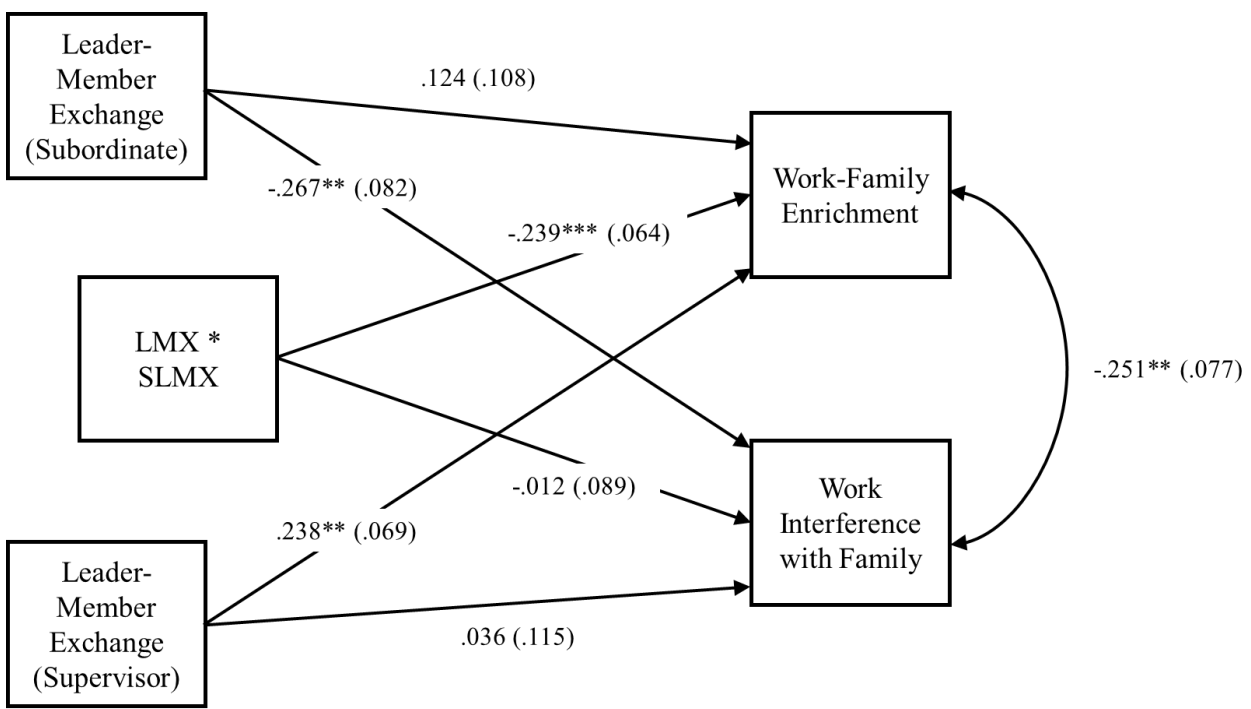 Leader-
Member
Exchange
(Subordinate)
.124 (.108)
-.267** (.082)
Work-Family
Enrichment
-.239*** (.064)
LMX *
SLMX
-.251** (.077)
-.012 (.089)
Work
Interference
with Family
.238** (.069)
Leader-
Member
Exchange
(Supervisor)
.036 (.115)